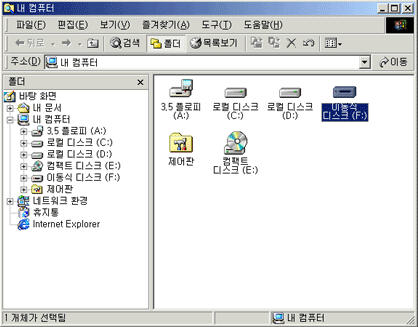 내 컴퓨터
파일(F) 편집(E) 보기(V) 즐겨찾기(A) 도구(T) 도움말(H)
뒤로 검색 폴더 목록보기
주소(D) 내 컴퓨터 이동
폴더
바탕 화면
내 문서
내 컴퓨터
3,5 플로피 (A:)
로컬 디스크 (C:)
로컬 디스크 (D:)
컴팩트 디스크 (E:)
이동식 디스크 (F:)
제어판
네트워크 환경
휴지통
Internet Explorer
3,5 플로피 (A:)
로컬 디스크 (C:)
로컬 디스크 (D:)
이동식 디스크 (F:)
제어판
컴팩트 디스크 (E:)
1 개체가 선택됨
내 컴퓨터